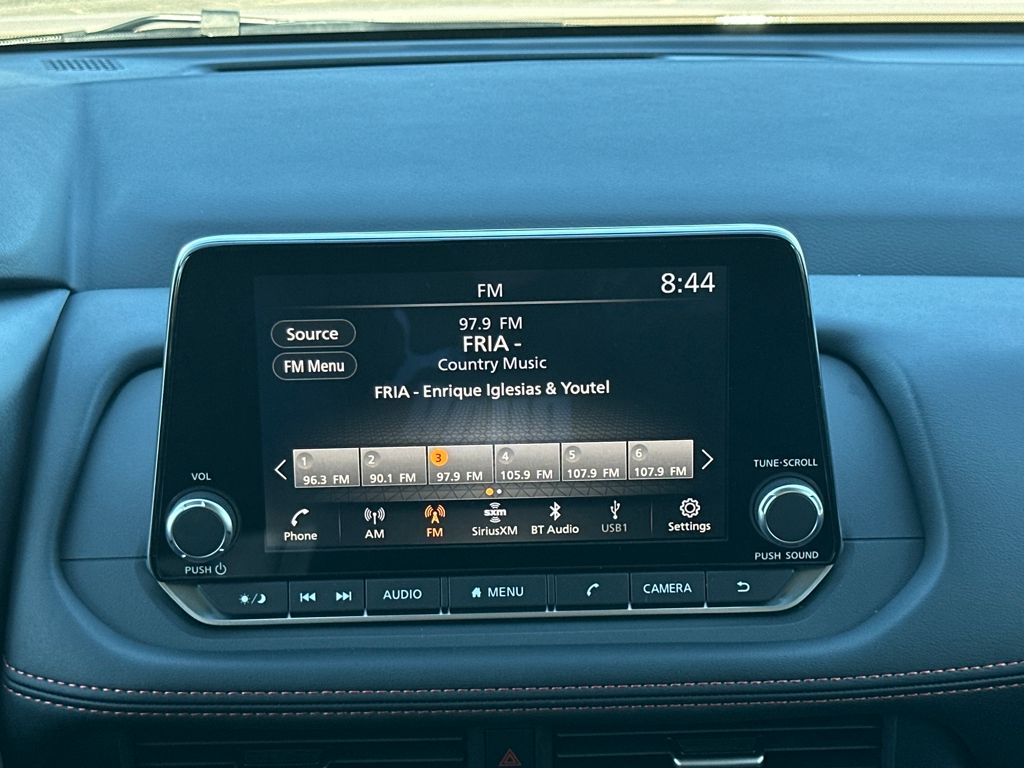 FM
8:44
Source
FM Menu
97.9 FM
FRIA -
Country Music
FRIA - Enrique Iglesias & Youtel
1
96.3 FM
2
90.1 FM
3
97.9 FM
4
105.9 FM
5
107.9 FM
6
107.9 FM
Phone
AM
FM
sxm
SiriusXM
BT Audio
USB1
Settings
VOL
PUSH
TUNE·SCROLL
PUSH SOUND
AUDIO
MENU
CAMERA